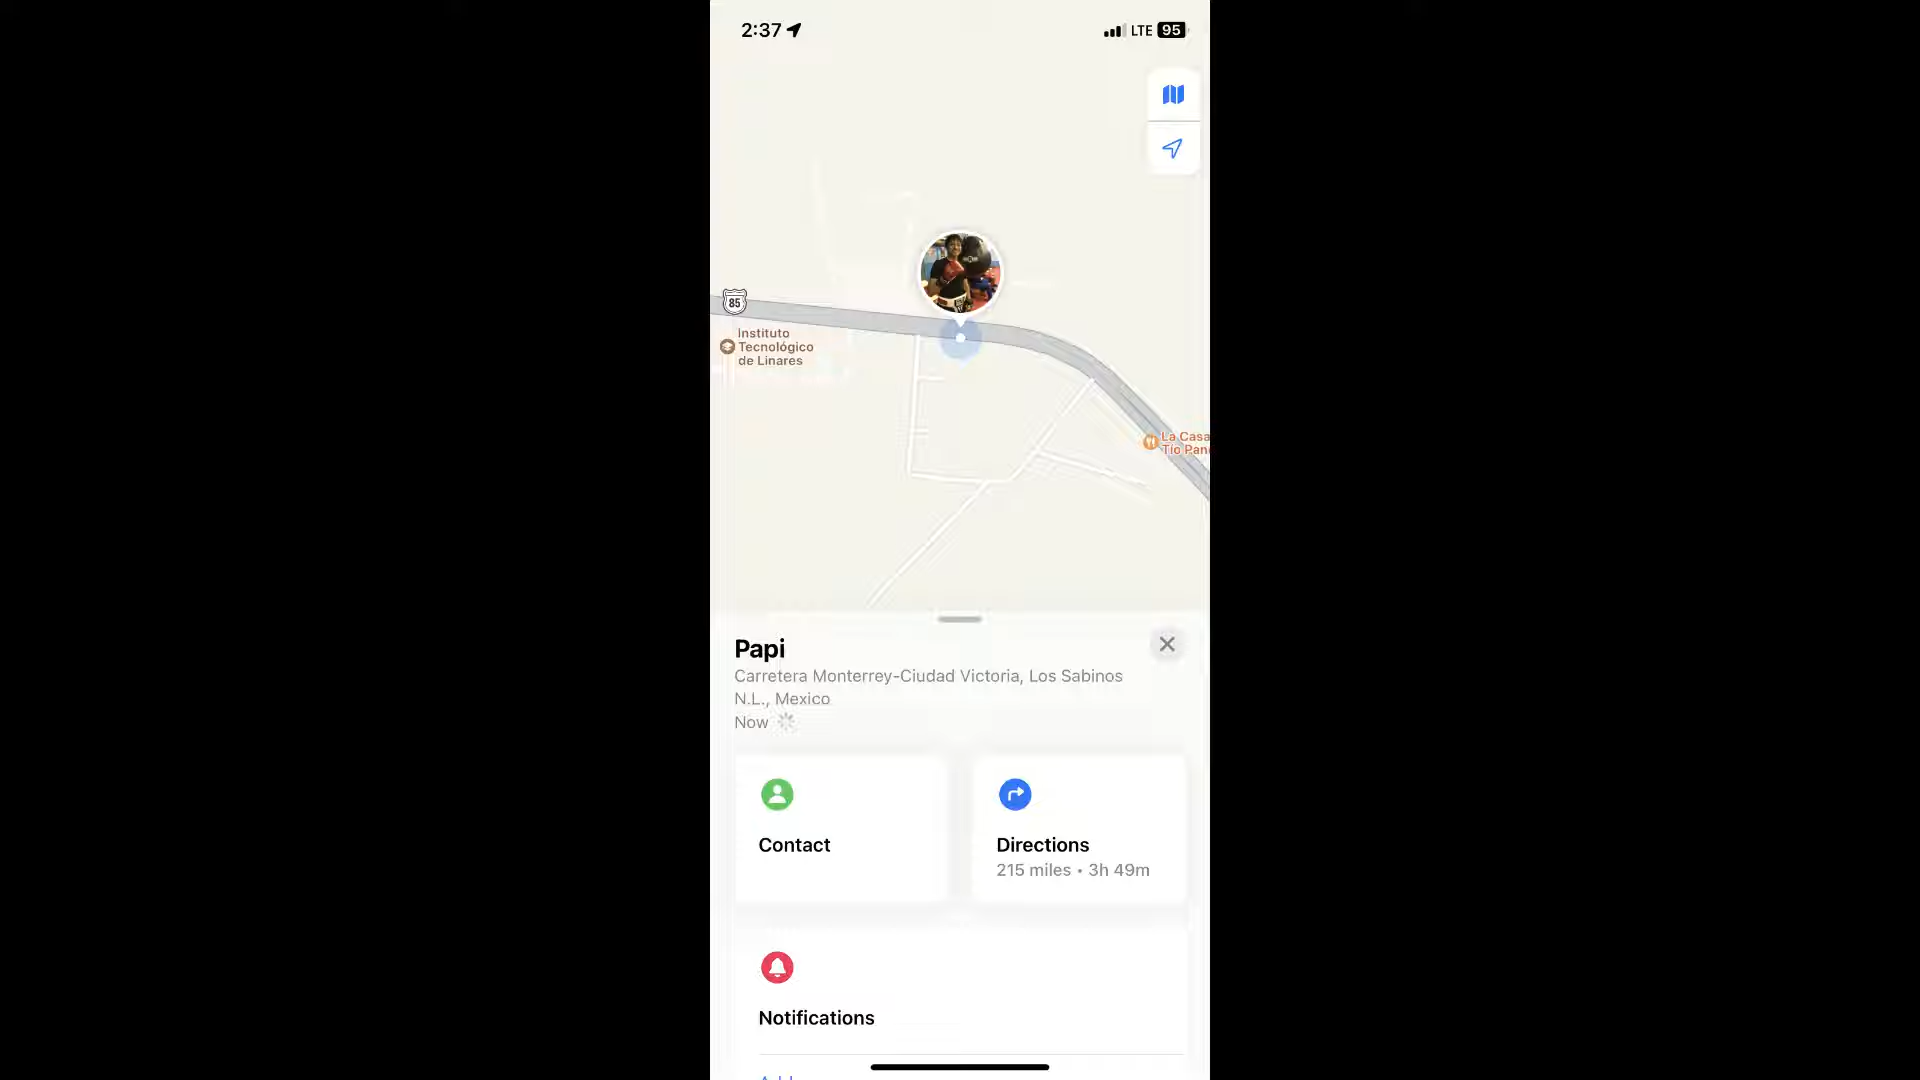 2:37
LTE 95
85
Instituto
Tecnológico
de Linares
La Casa
Tío Pan
Papi
Carretera Monterrey-Ciudad Victoria, Los Sabinos
N.L., Mexico
Now
Contact
Directions
215 miles • 3h 49m
Notifications